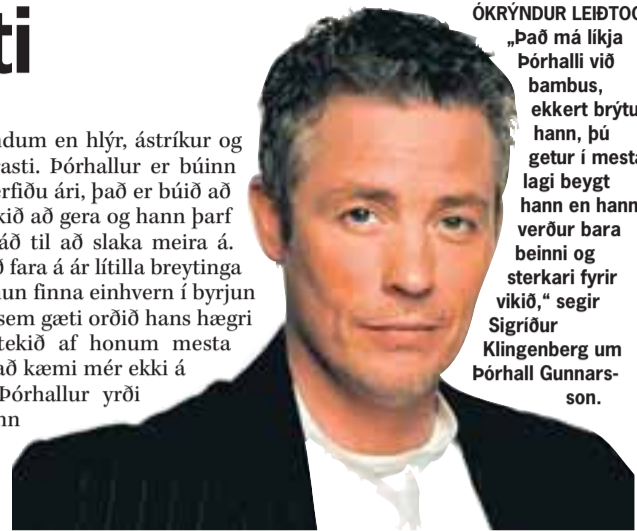 ti
ndum en hlýr, ástríkur og
rasti. Þórhallur er búinn
erfiðu ári, það er búið að
kið að gera og hann þarf
áð til að slaka meira á.
ð fara á ár lítilla breytinga
un finna einhvern í byrjun
sem gæti orðið hans hægri
tekið af honum mesta
að kæmi mér ekki á
Þórhallur yrði
nn
ÓKRÝNDUR LEIÐTOG
„Það má líkja
Þórhalli við
bambus,
ekkert brýtu
hann, þú
getur í mesta
lagi beygt
hann en hann
verður bara
beinni og
sterkari fyrir
vikið,“ segir
Sigríður
Klingenberg um
Þórhall Gunnars-
son.